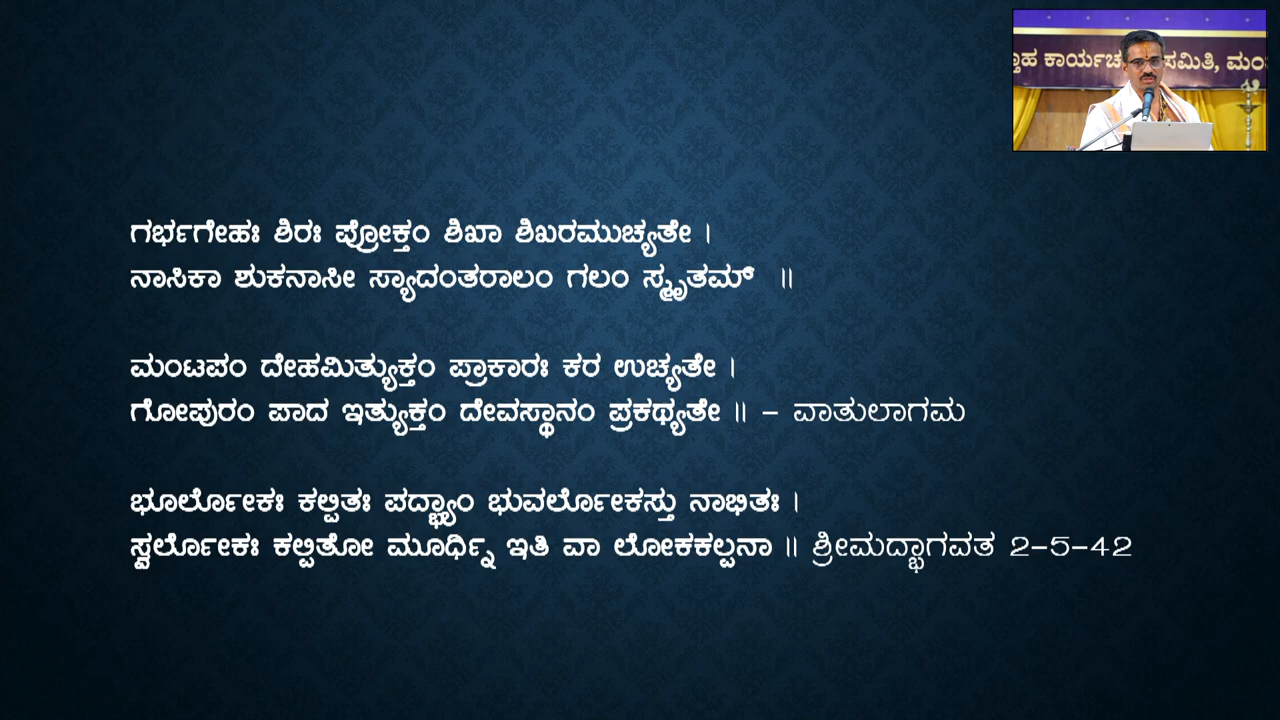 ಸಮಿತಿ,
ಗರ್ಭಗೇಹಃ ಶಿರಃ ಪ್ರೋಕ್ತಂ ಶಿಖಾ ಶಿಖರಮುಚ್ಯತೇ ।
ನಾಸಿಕಾ ಶುಕನಾಸೀ ಸ್ಯಾದಂತರಾಲಂ ಗಲಂ ಸ್ಮೃತಮ್ ॥
ಮಂಟಪಂ ದೇಹಮಿತ್ಯುಕ್ತಂ ಪ್ರಾಕಾರಃ ಕರ ಉಚ್ಯತೇ ।
ಗೋಪುರಂ ಪಾದ ಇತ್ಯುಕ್ತಂ ದೇವಸ್ಥಾನಂ ಪ್ರಕಥ್ಯತೇ ॥ – ವಾತುಲಾಗಮ
ಭೂರ್ಲೋಕಃ ಕಲ್ಪಿತಃ ಪದ್ಭ್ಯಾಂ ಭುವರ್ಲೋಕಸ್ತು ನಾಭಿತಃ ।
ಸ್ವರ್ಲೋಕಃ ಕಲ್ಪಿತೋ ಮೂರ್ಧ್ನಿ ಇತಿ ವಾ ಲೋಕಕಲ್ಪನಾ ॥ ಶ್ರೀಮದ್ಭಾಗವತ 2-5-42